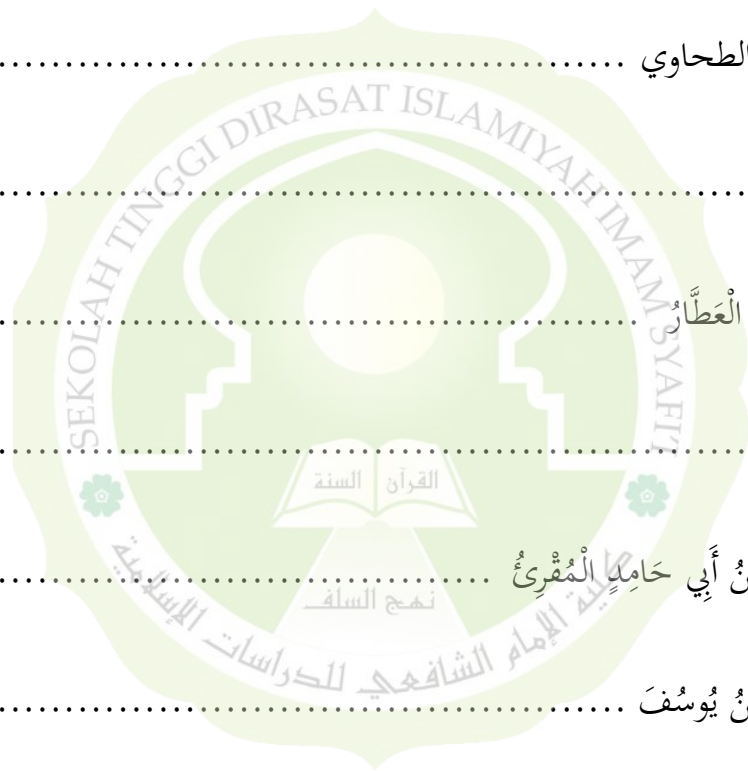 الطحاوي ..................................................
SEKOLAH TINGGI DIRASAT ISLAMIYAH IMAM SYAFI'I
............................................................
الْعَطَّارُ ..................................................
............................................................
القرآن السنة
نُ أَبِي حَامِدٍ الْمُقْرِئُ ........................................
نهج السلف
الإمام الشافعي للدراسات الإسلامية
نُ يُوسُفَ ..................................................